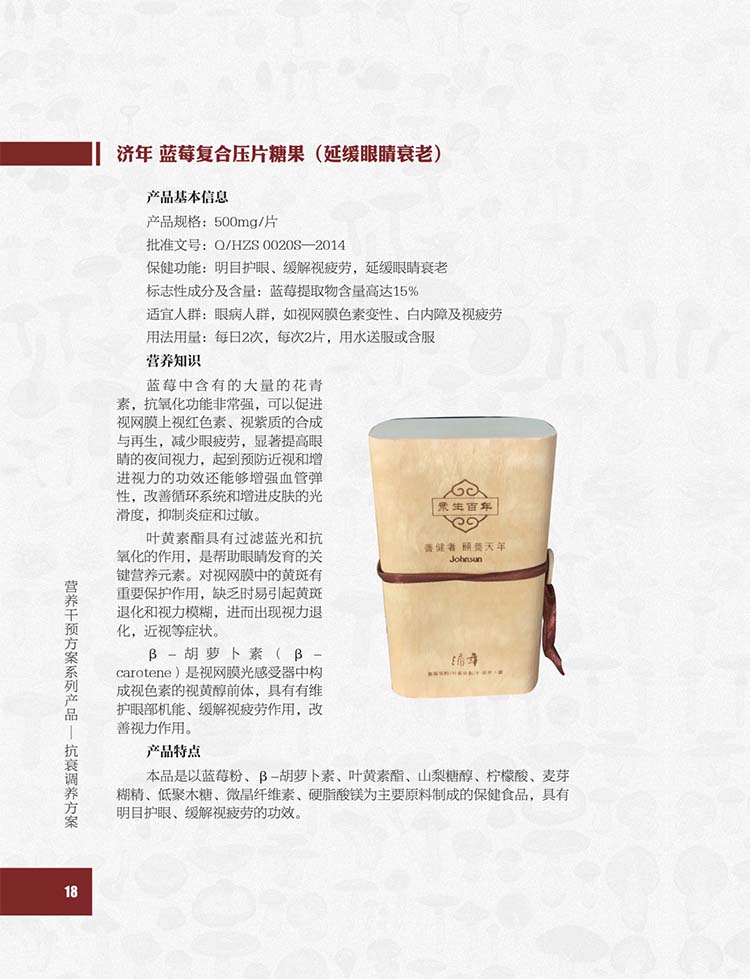 济年 蓝莓复合压片糖果（延缓眼睛衰老）
产品基本信息
产品规格：500mg/片
批准文号：Q/HZS 0020S—2014
保健功能：明目护眼、缓解视疲劳，延缓眼睛衰老
标志性成分及含量：蓝莓提取物含量高达15%
适宜人群：眼病人群，如视网膜色素变性、白内障及视疲劳
用法用量：每日2次，每次2片，用水送服或含服
营养知识
蓝莓中含有的大量的花青
素，抗氧化功能非常强，可以促进
视网膜上视红色素、视紫质的合成
与再生，减少眼疲劳，显著提高眼
睛的夜间视力，起到预防近视和增
进视力的功效还能够增强血管弹
性，改善循环系统和增进皮肤的光
滑度，抑制炎症和过敏。
叶黄素酯具有过滤蓝光和抗
氧化的作用，是帮助眼睛发育的关
键营养元素。对视网膜中的黄斑有
重要保护作用，缺乏时易引起黄斑
退化和视力模糊，进而出现视力退
化，近视等症状。
β–胡萝卜素（β–
carotene）是视网膜光感受器中构
成视色素的视黄醇前体，具有有维
护眼部机能、缓解视疲劳作用，改
善视力作用。
产品特点
本品是以蓝莓粉、β–胡萝卜素、叶黄素酯、山梨糖醇、柠檬酸、麦芽
糊精、低聚木糖、微晶纤维素、硬脂酸镁为主要原料制成的保健食品，具有
明目护眼、缓解视疲劳的功效。
众生百年
善健者 颐养天年
Johnsun
营养干预方案系列产品—抗衰调养方案
18